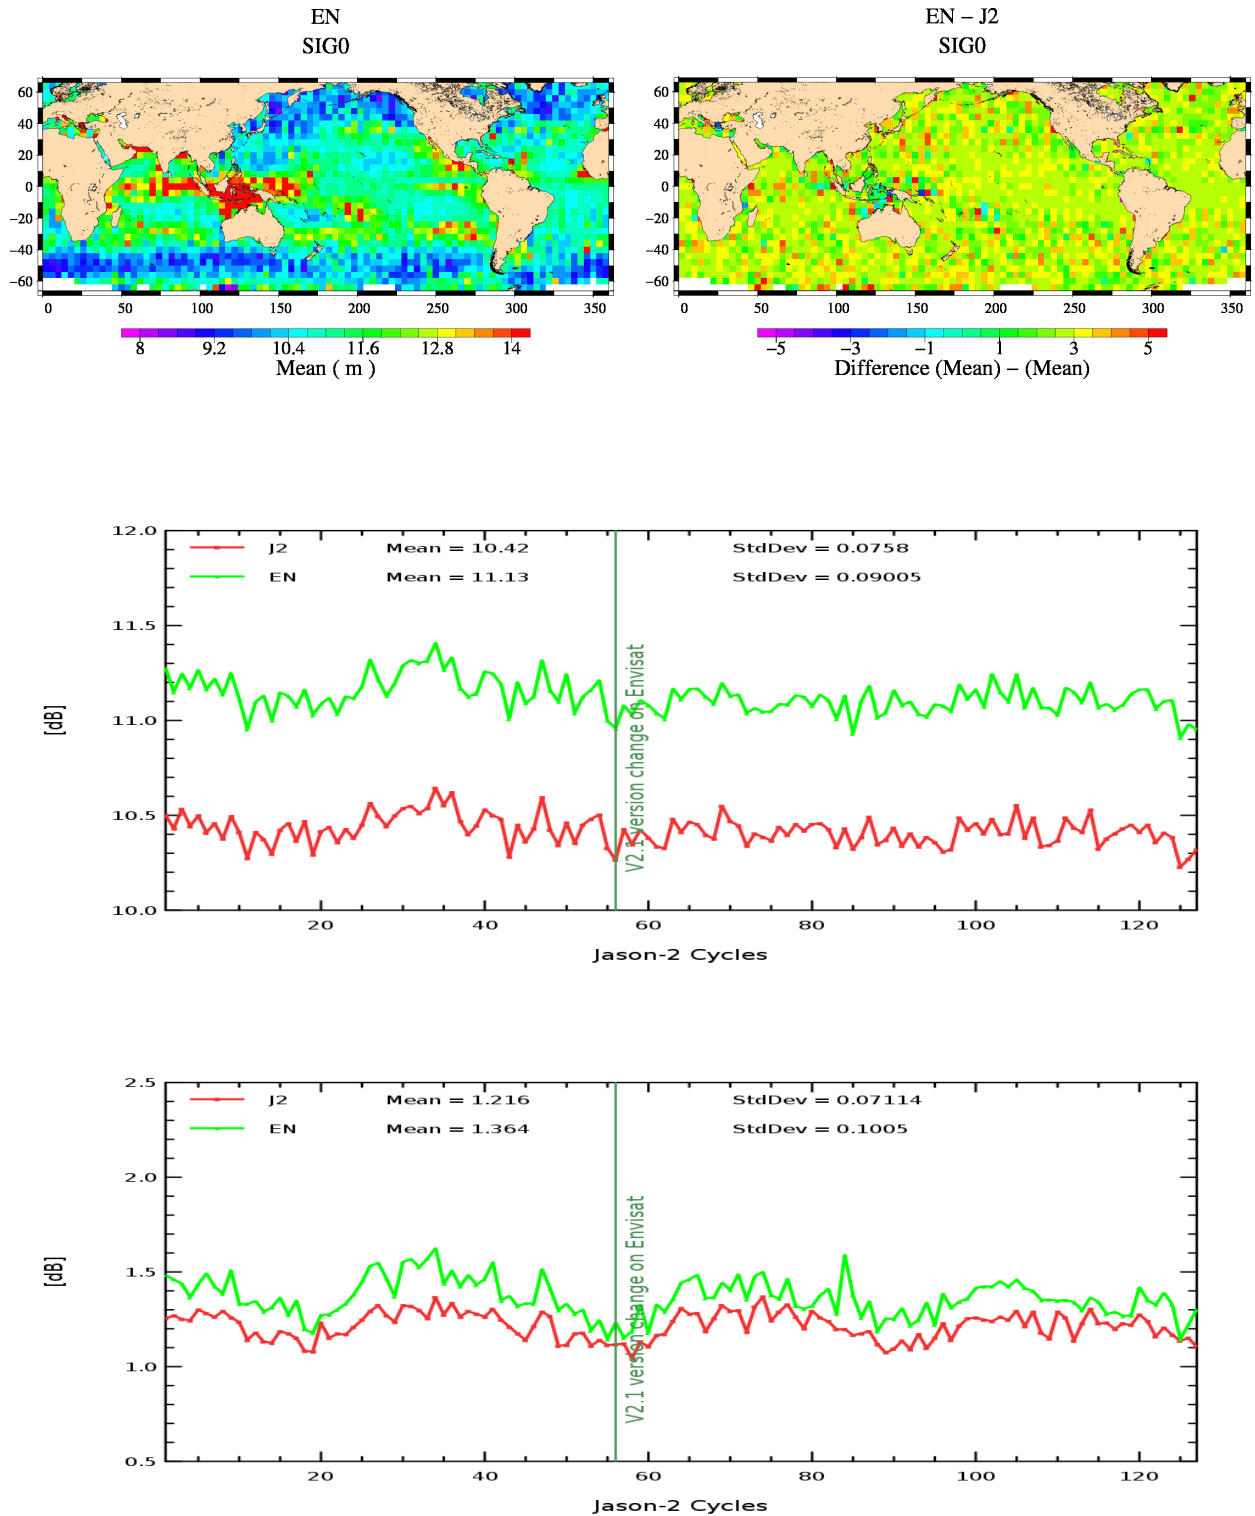 EN
SIG0
60
40
20
0
−20
−40
−60
0 50 100 150 200 250 300 350
8 9.2 10.4 11.6 12.8 14
Mean ( m )
EN − J2
SIG0
60
40
20
0
−20
−40
−60
0 50 100 150 200 250 300 350
−5 −3 −1 1 3 5
Difference (Mean) − (Mean)
12.0
11.5
11.0
10.5
10.0
[dB]
J2 Mean = 10.42 StdDev = 0.0758
EN Mean = 11.13 StdDev = 0.09005
V2.1 version change on Envisat
20 40 60 80 100 120
Jason-2 Cycles
2.5
2.0
1.5
1.0
0.5
[dB]
J2 Mean = 1.216 StdDev = 0.07114
EN Mean = 1.364 StdDev = 0.1005
V2.1 version change on Envisat
20 40 60 80 100 120
Jason-2 Cycles